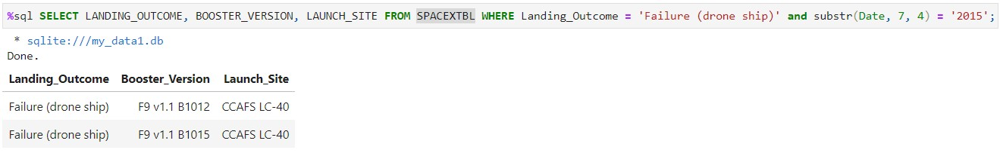 %sql SELECT LANDING_OUTCOME, BOOSTER_VERSION, LAUNCH_SITE FROM SPACEXTBL WHERE Landing_Outcome = 'Failure (drone ship)' and substr(Date, 7, 4) = '2015';
* sqlite:///my_data1.db
Done.
Landing_Outcome Booster_Version Launch_Site
Failure (drone ship) F9 v1.1 B1012 CCAFS LC-40
Failure (drone ship) F9 v1.1 B1015 CCAFS LC-40